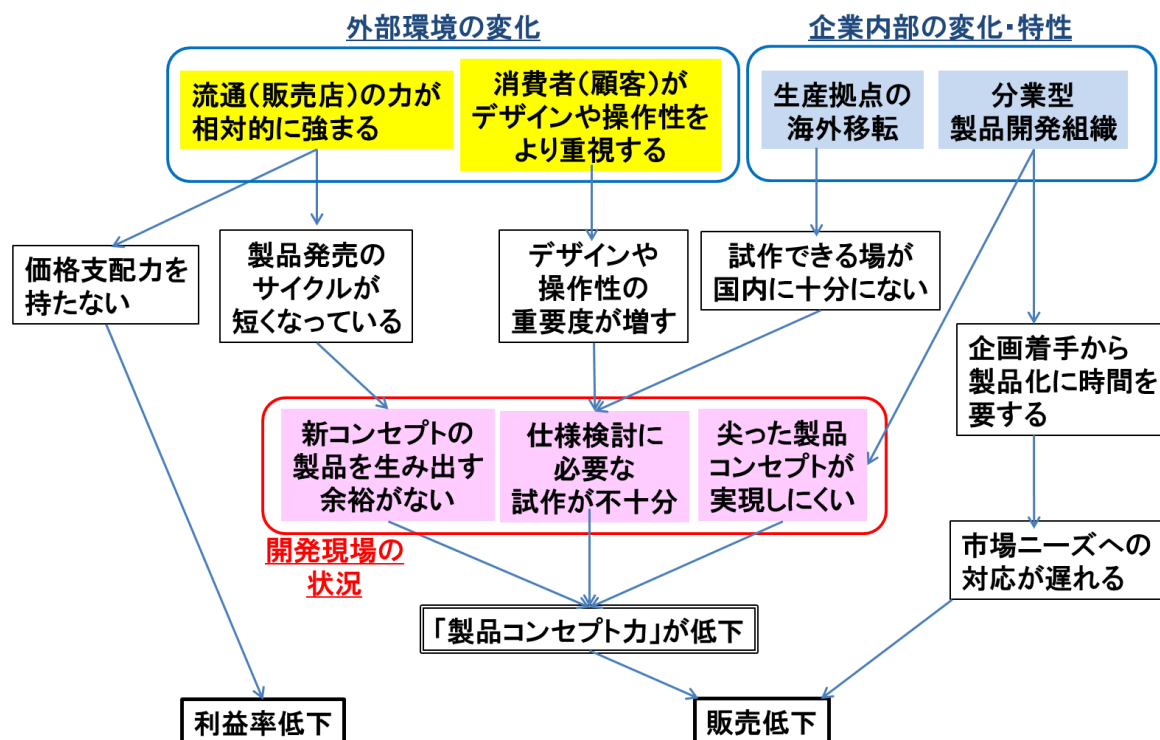 外部環境の変化
企業内部の変化・特性
流通(販売店)の力が
相対的に強まる
消費者(顧客)が
デザインや操作性を
より重視する
生産拠点の
海外移転
分業型
製品開発組織
価格支配力を
持たない
製品発売の
サイクルが
短くなっている
デザインや
操作性の
重要度が増す
試作できる場が
国内に十分にない
企画着手から
製品化に時間を
要する
新コンセプトの
製品を生み出す
余裕がない
仕様検討に
必要な
試作が不十分
尖った製品
コンセプトが
実現しにくい
開発現場の
状況
市場ニーズへの
対応が遅れる
「製品コンセプト力」が低下
利益率低下
販売低下